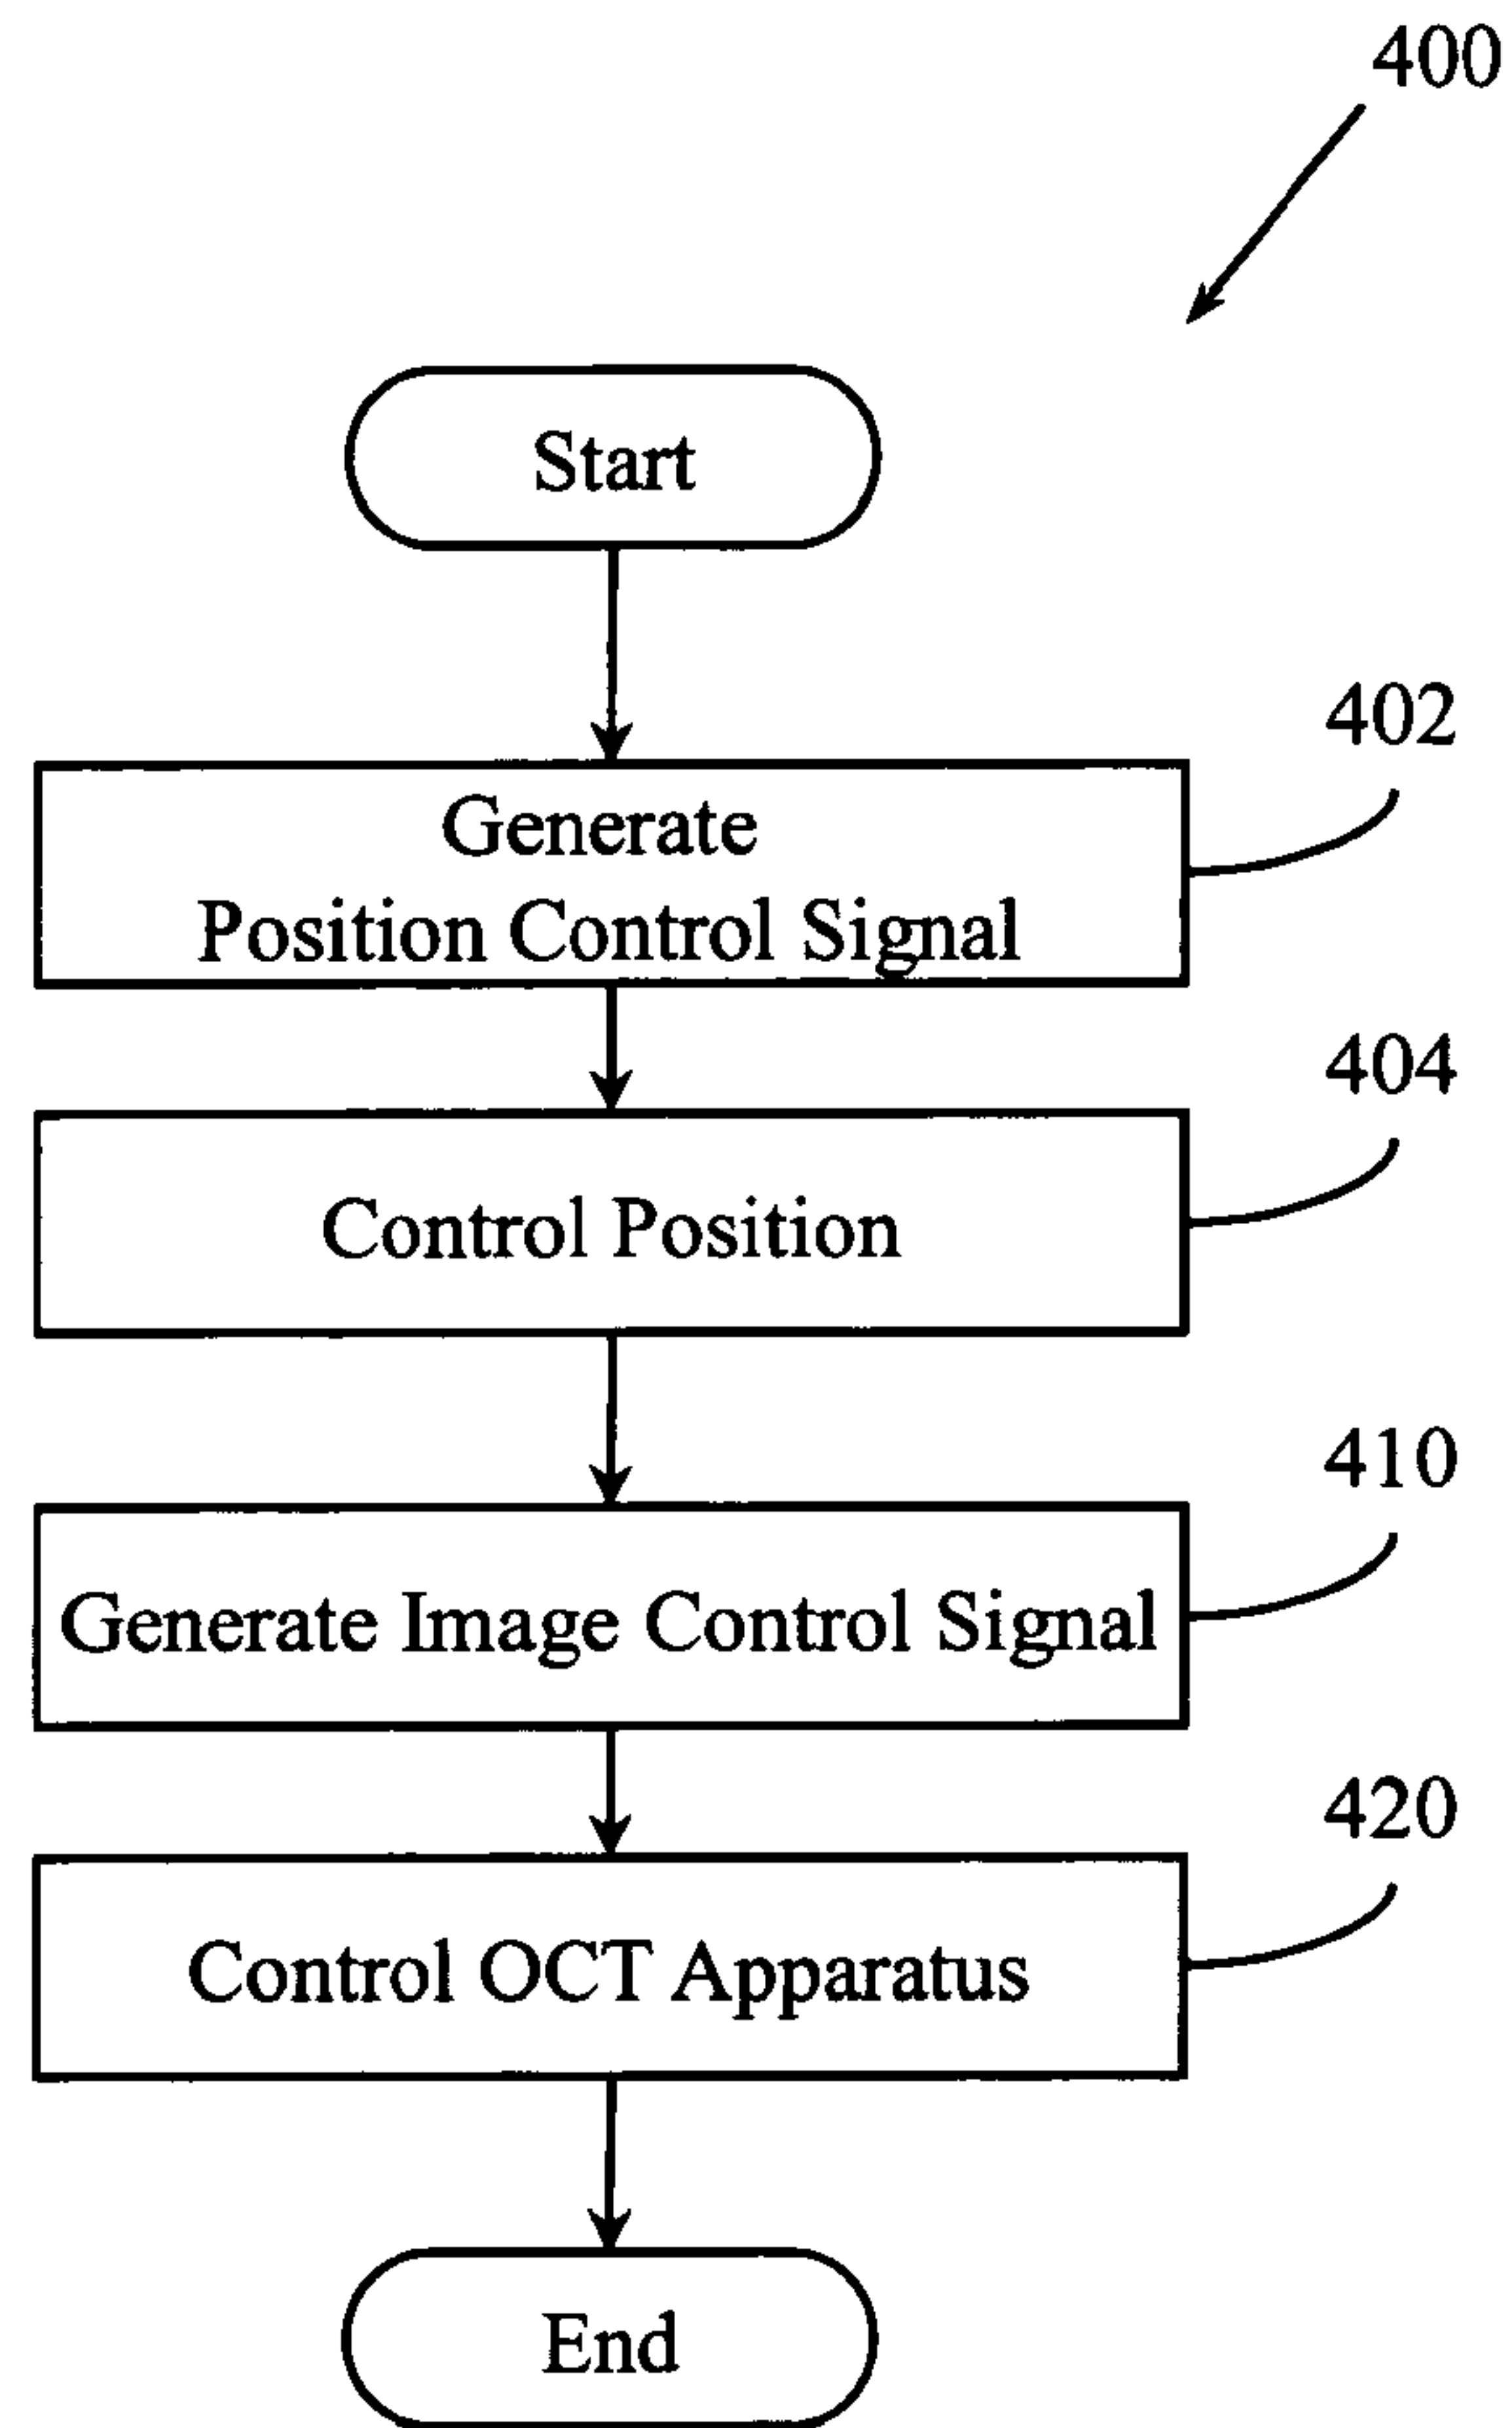 400
Start
402
Generate
Position Control Signal
404
Control Position
410
Generate Image Control Signal
420
Control OCT Apparatus
End